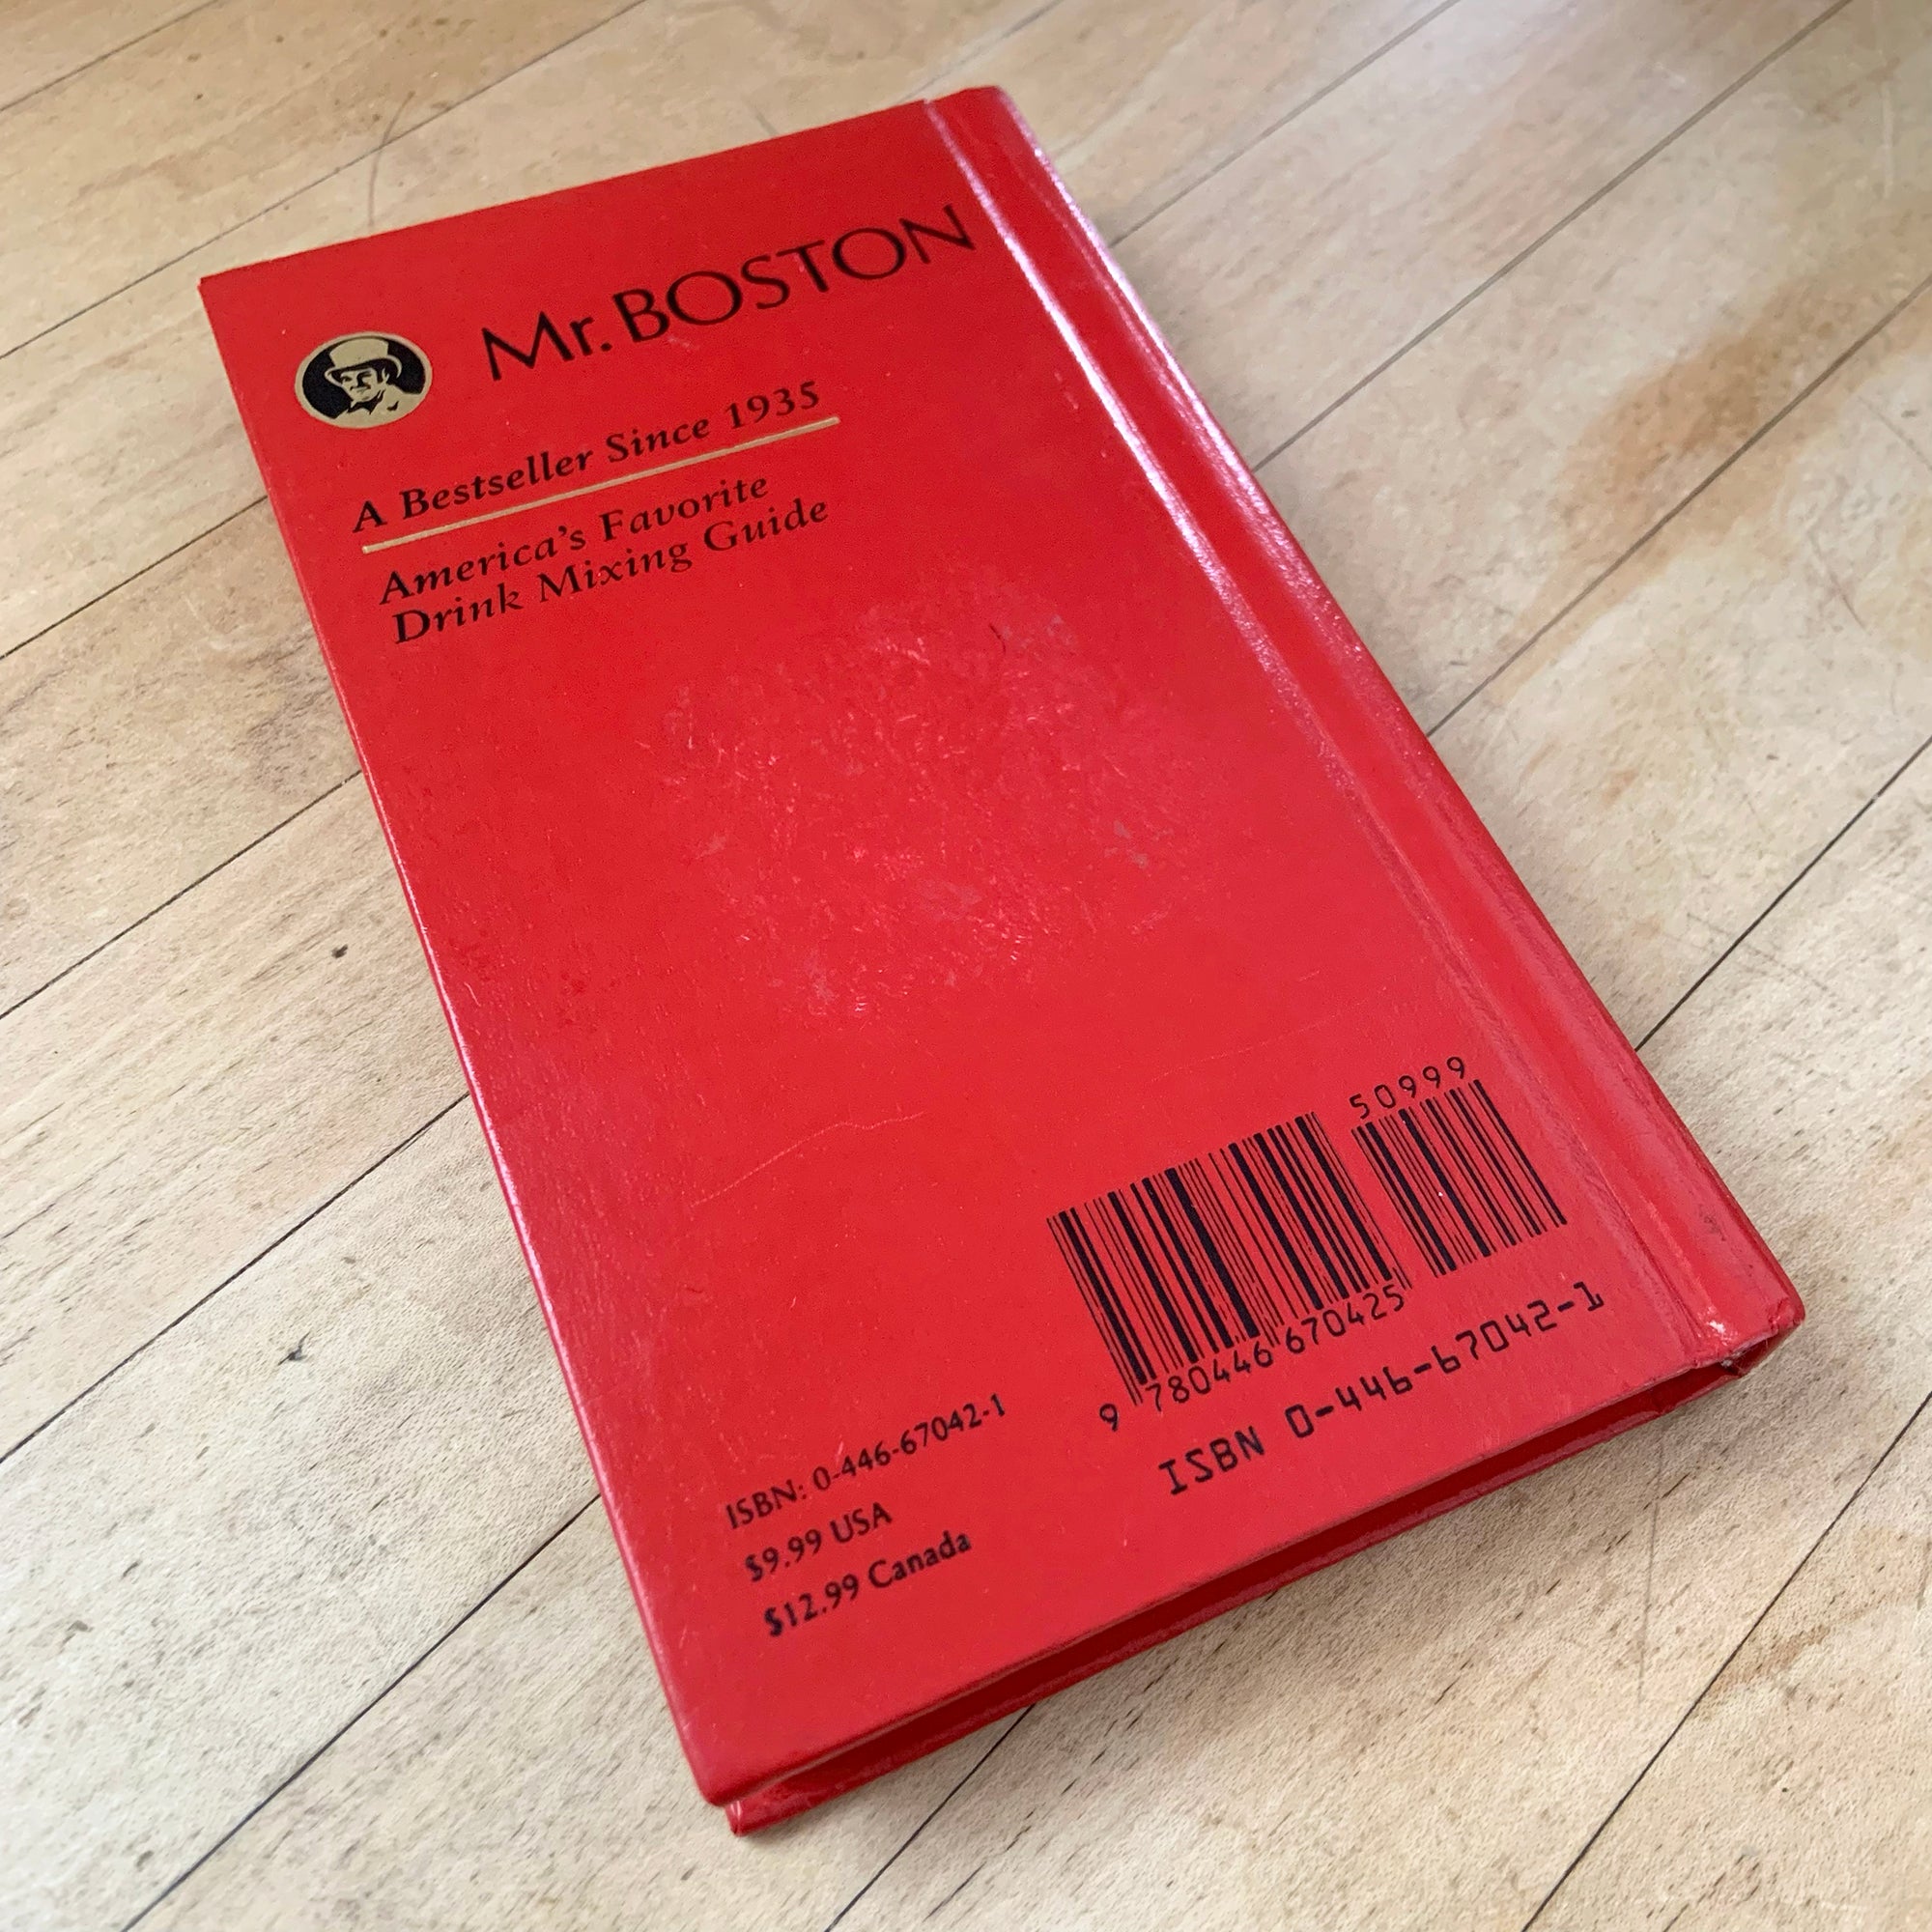 Mr. BOSTON
A Bestseller Since 1935
America's Favorite
Drink Mixing Guide
50999
9 780446 670425
ISBN 0-446-67042-1
ISBN: 0-446-67042-1
$9.99 USA
$12.99 Canada